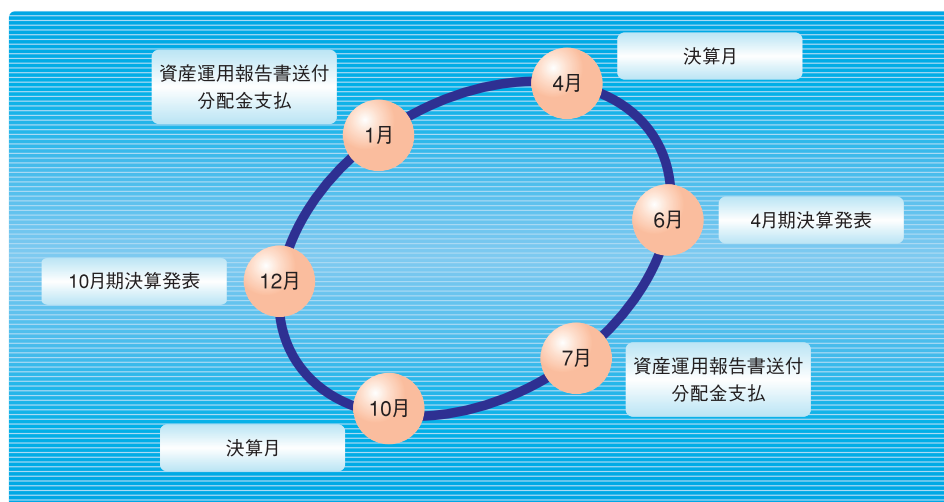 決算月
4月
資産運用報告書送付
分配金支払
1月
6月
4月期決算発表
10月期決算発表
12月
7月
資産運用報告書送付
分配金支払
10月
決算月